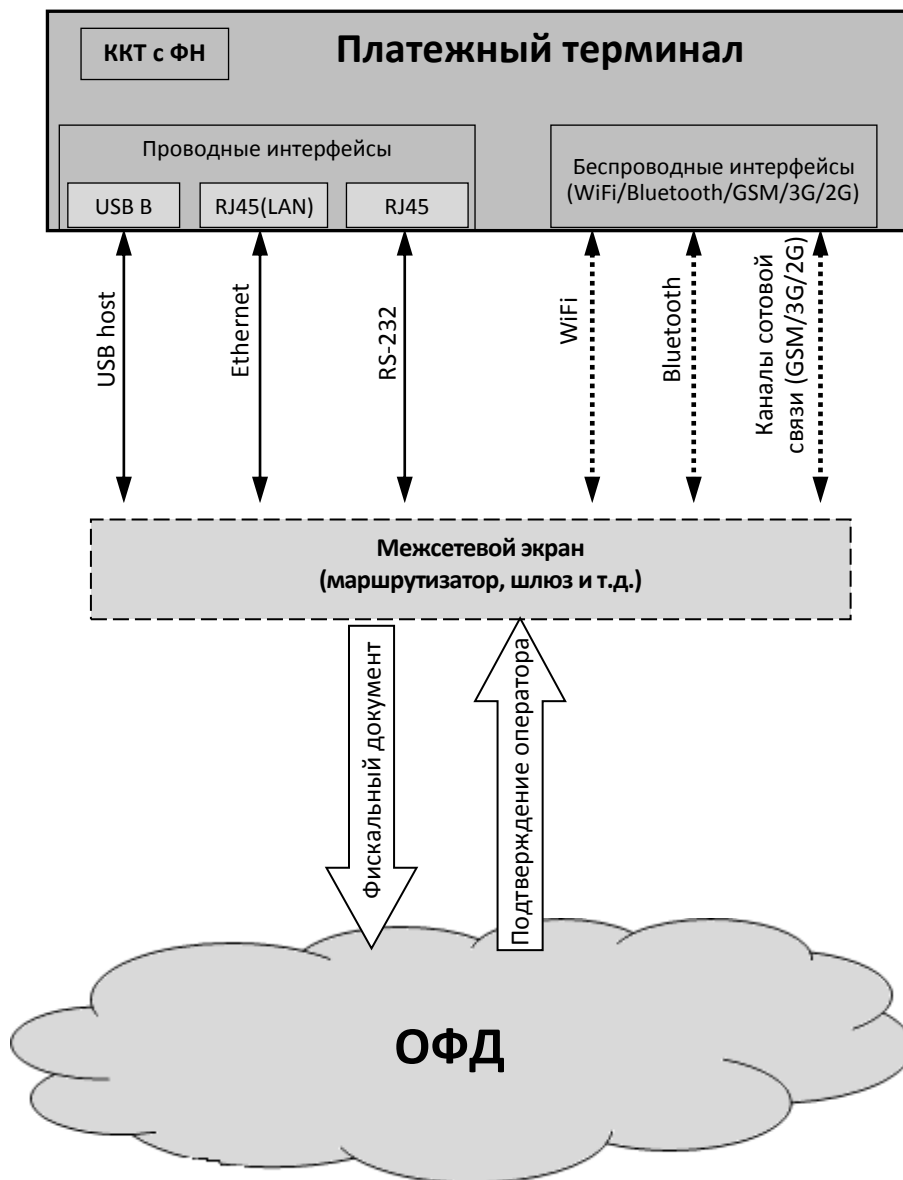 ККТ с ФН
Платежный терминал
Проводные интерфейсы
USB B
RJ45(LAN)
RJ45
Беспроводные интерфейсы
(WiFi/Bluetooth/GSM/3G/2G)
USB host
Ethernet
RS-232
WiFi
Bluetooth
Каналы сотовой
связи (GSM/3G/2G)
Межсетевой экран
(маршрутизатор, шлюз и т.д.)
Фискальный документ
Подтверждение оператора
ОФД